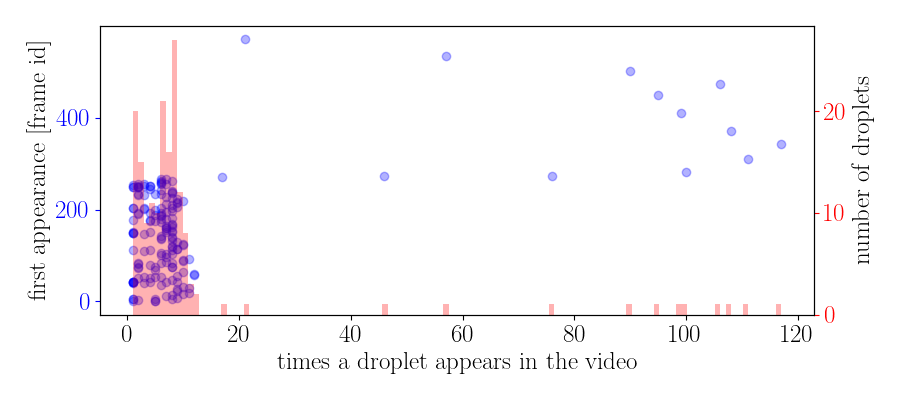 first appearance [frame id]
400
200
0
20
10
0
number of droplets
0 20 40 60 80 100 120
times a droplet appears in the video